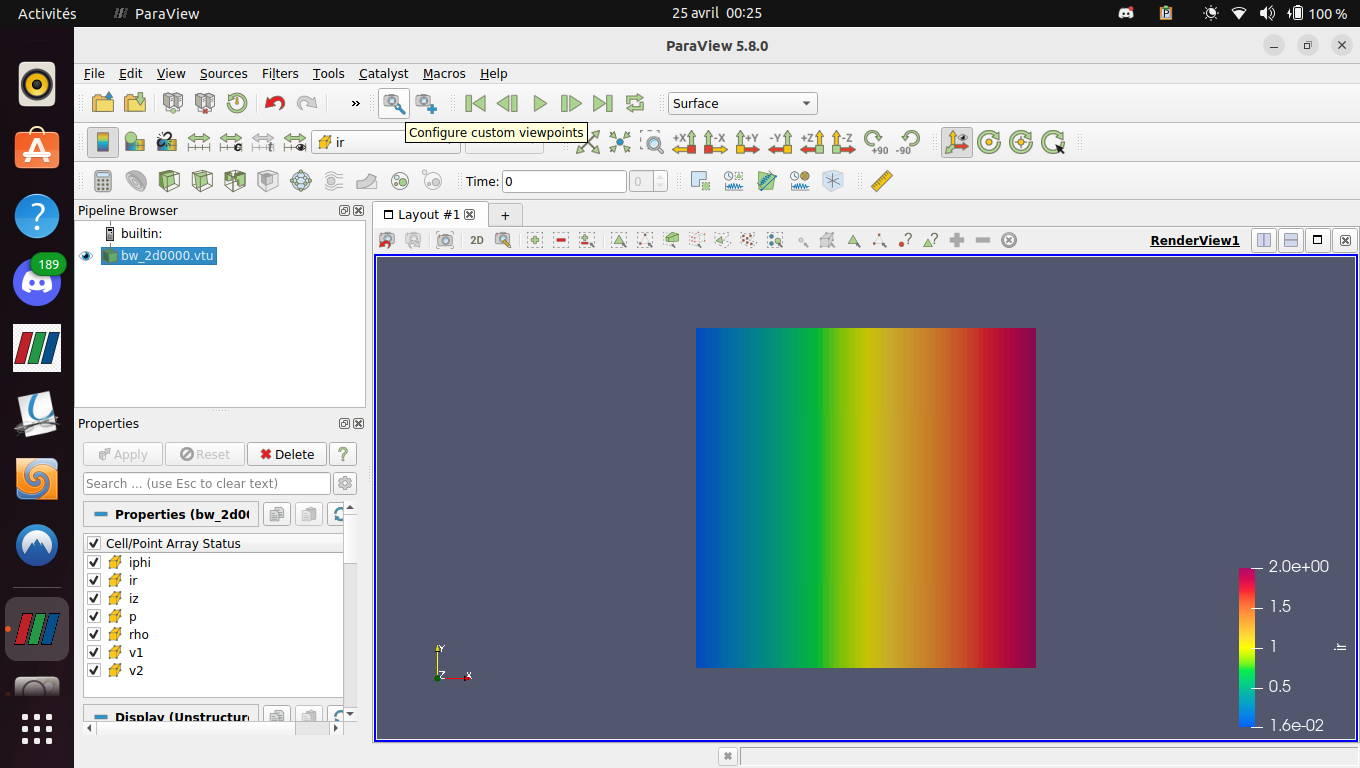 Activités
ParaView
25 avril 00:25
100 %
ParaView 5.8.0
File Edit View Sources Filters Tools Catalyst Macros Help
»
Surface
Configure custom viewpoints
ir
+X -X +Y -Y +Z -Z +90 -90
Time: 0
0
Pipeline Browser
builtin:
bw_2d0000.vtu
189
Layout #1
+
2D
RenderView1
Properties
Apply Reset Delete ?
Search ... (use Esc to clear text)
Properties (bw_2d0
Cell/Point Array Status
iphi
ir
iz
p
rho
v1
v2
Display (Unstructure
Y
Z X
2.0e+00
1.5
1
0.5
1.6e-02
ir